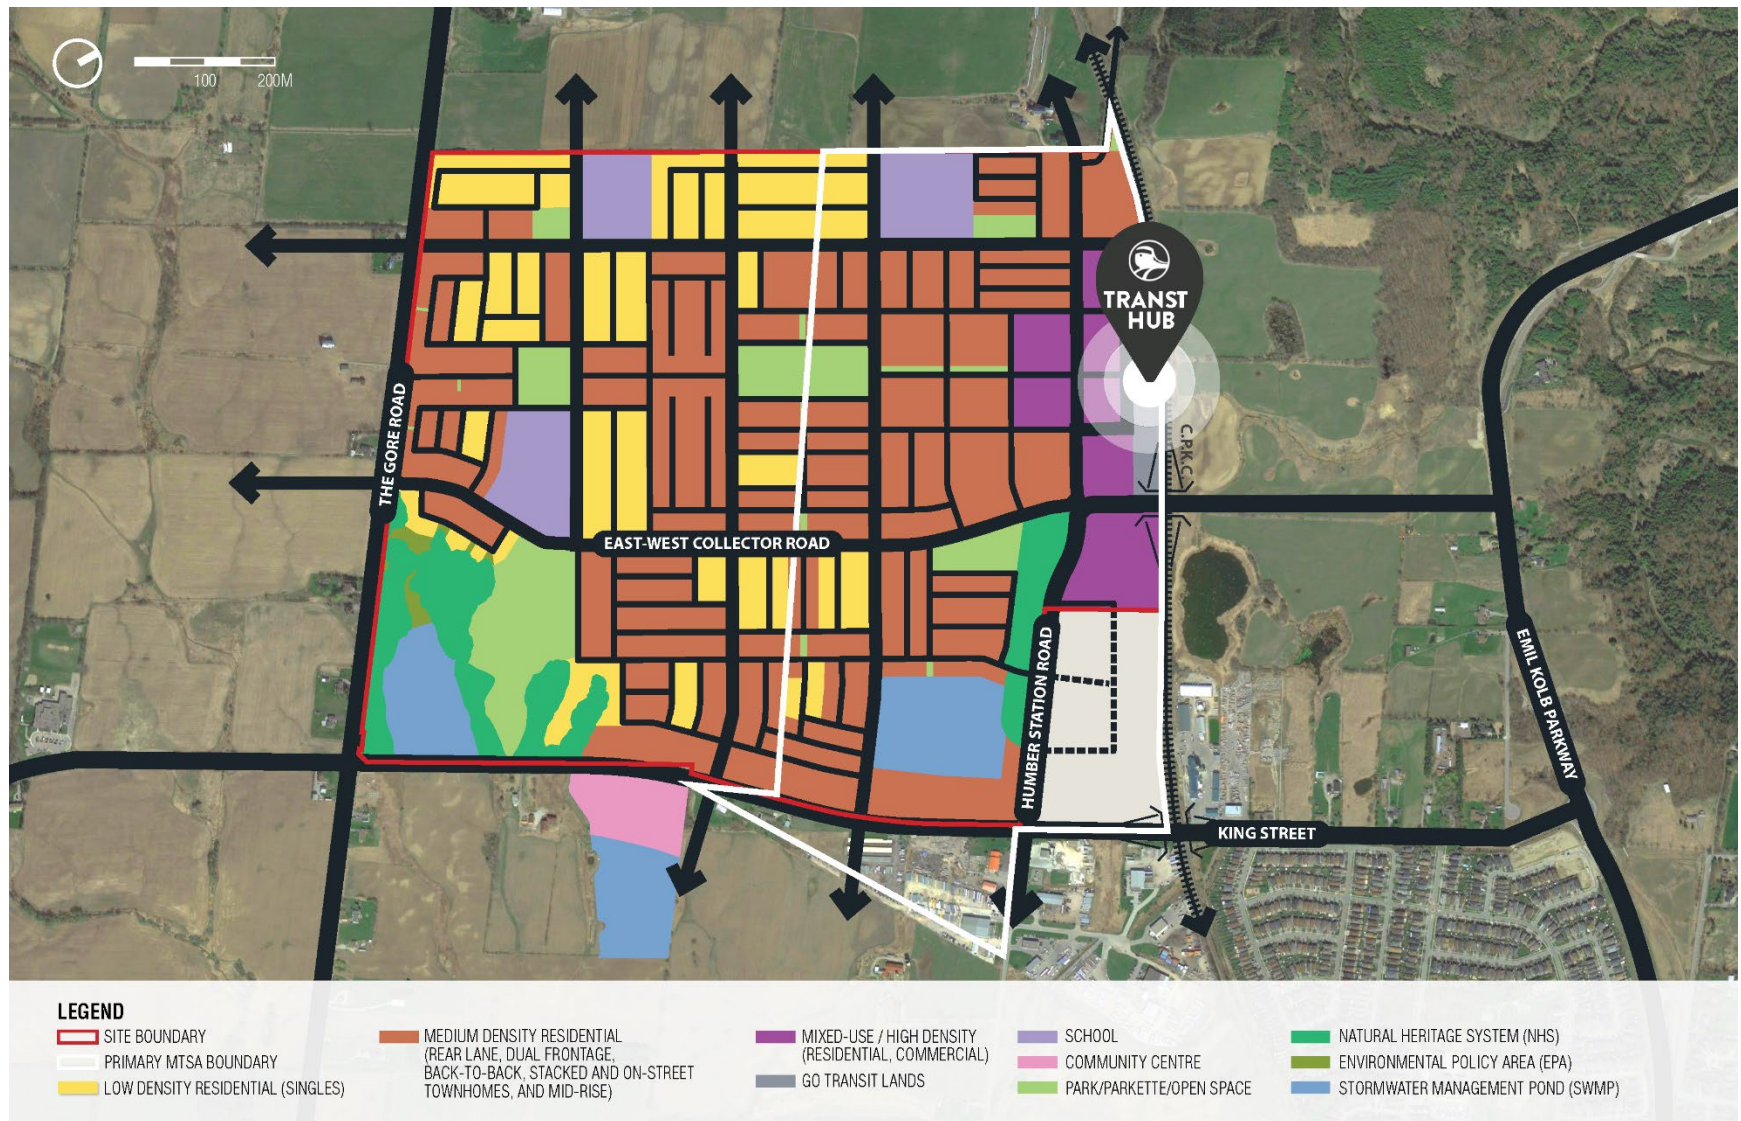 100
200M
TRANST
HUB
C.P.K.C.
THE GORE ROAD
EAST-WEST COLLECTOR ROAD
HUMBER STATION ROAD
EMIL KOLB PARKWAY
KING STREET
LEGEND
SITE BOUNDARY
PRIMARY MTSA BOUNDARY
LOW DENSITY RESIDENTIAL (SINGLES)
MEDIUM DENSITY RESIDENTIAL
(REAR LANE, DUAL FRONTAGE,
BACK-TO-BACK, STACKED AND ON-STREET
TOWNHOMES, AND MID-RISE)
MIXED-USE / HIGH DENSITY
(RESIDENTIAL, COMMERCIAL)
GO TRANSIT LANDS
SCHOOL
COMMUNITY CENTRE
PARK/PARKETTE/OPEN SPACE
NATURAL HERITAGE SYSTEM (NHS)
ENVIRONMENTAL POLICY AREA (EPA)
STORMWATER MANAGEMENT POND (SWMP)